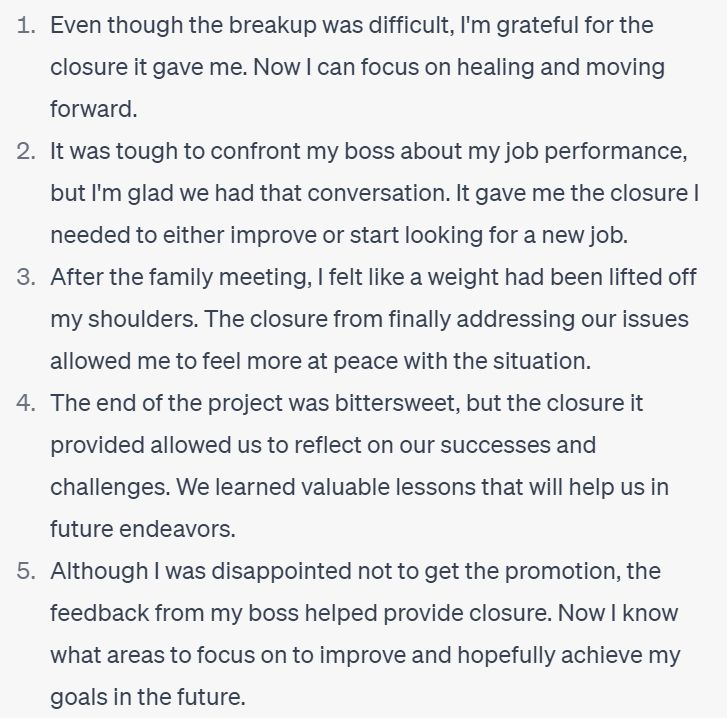 1. Even though the breakup was difficult, I'm grateful for the
closure it gave me. Now I can focus on healing and moving
forward.
2. It was tough to confront my boss about my job performance,
but I'm glad we had that conversation. It gave me the closure I
needed to either improve or start looking for a new job.
3. After the family meeting, I felt like a weight had been lifted off
my shoulders. The closure from finally addressing our issues
allowed me to feel more at peace with the situation.
4. The end of the project was bittersweet, but the closure it
provided allowed us to reflect on our successes and
challenges. We learned valuable lessons that will help us in
future endeavors.
5. Although I was disappointed not to get the promotion, the
feedback from my boss helped provide closure. Now I know
what areas to focus on to improve and hopefully achieve my
goals in the future.